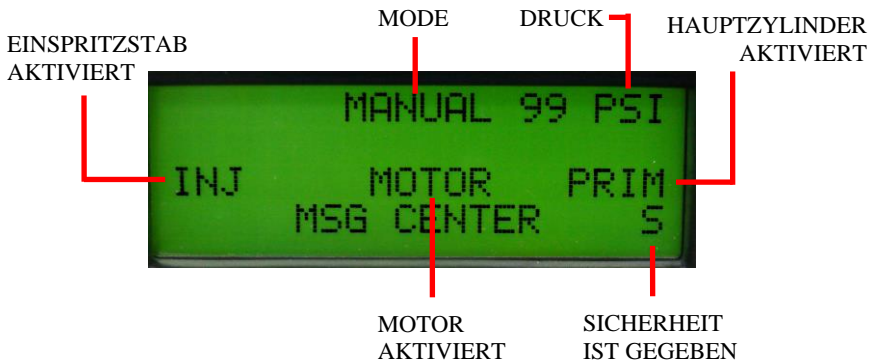 MODE
DRUCK
HAUPTZYLINDER
AKTIVIERT
EINSPRITZSTAB
AKTIVIERT
MANUAL 99 PSI
INJ MOTOR PRIM
MSG CENTER S
MOTOR
AKTIVIERT
SICHERHEIT
IST GEGEBEN